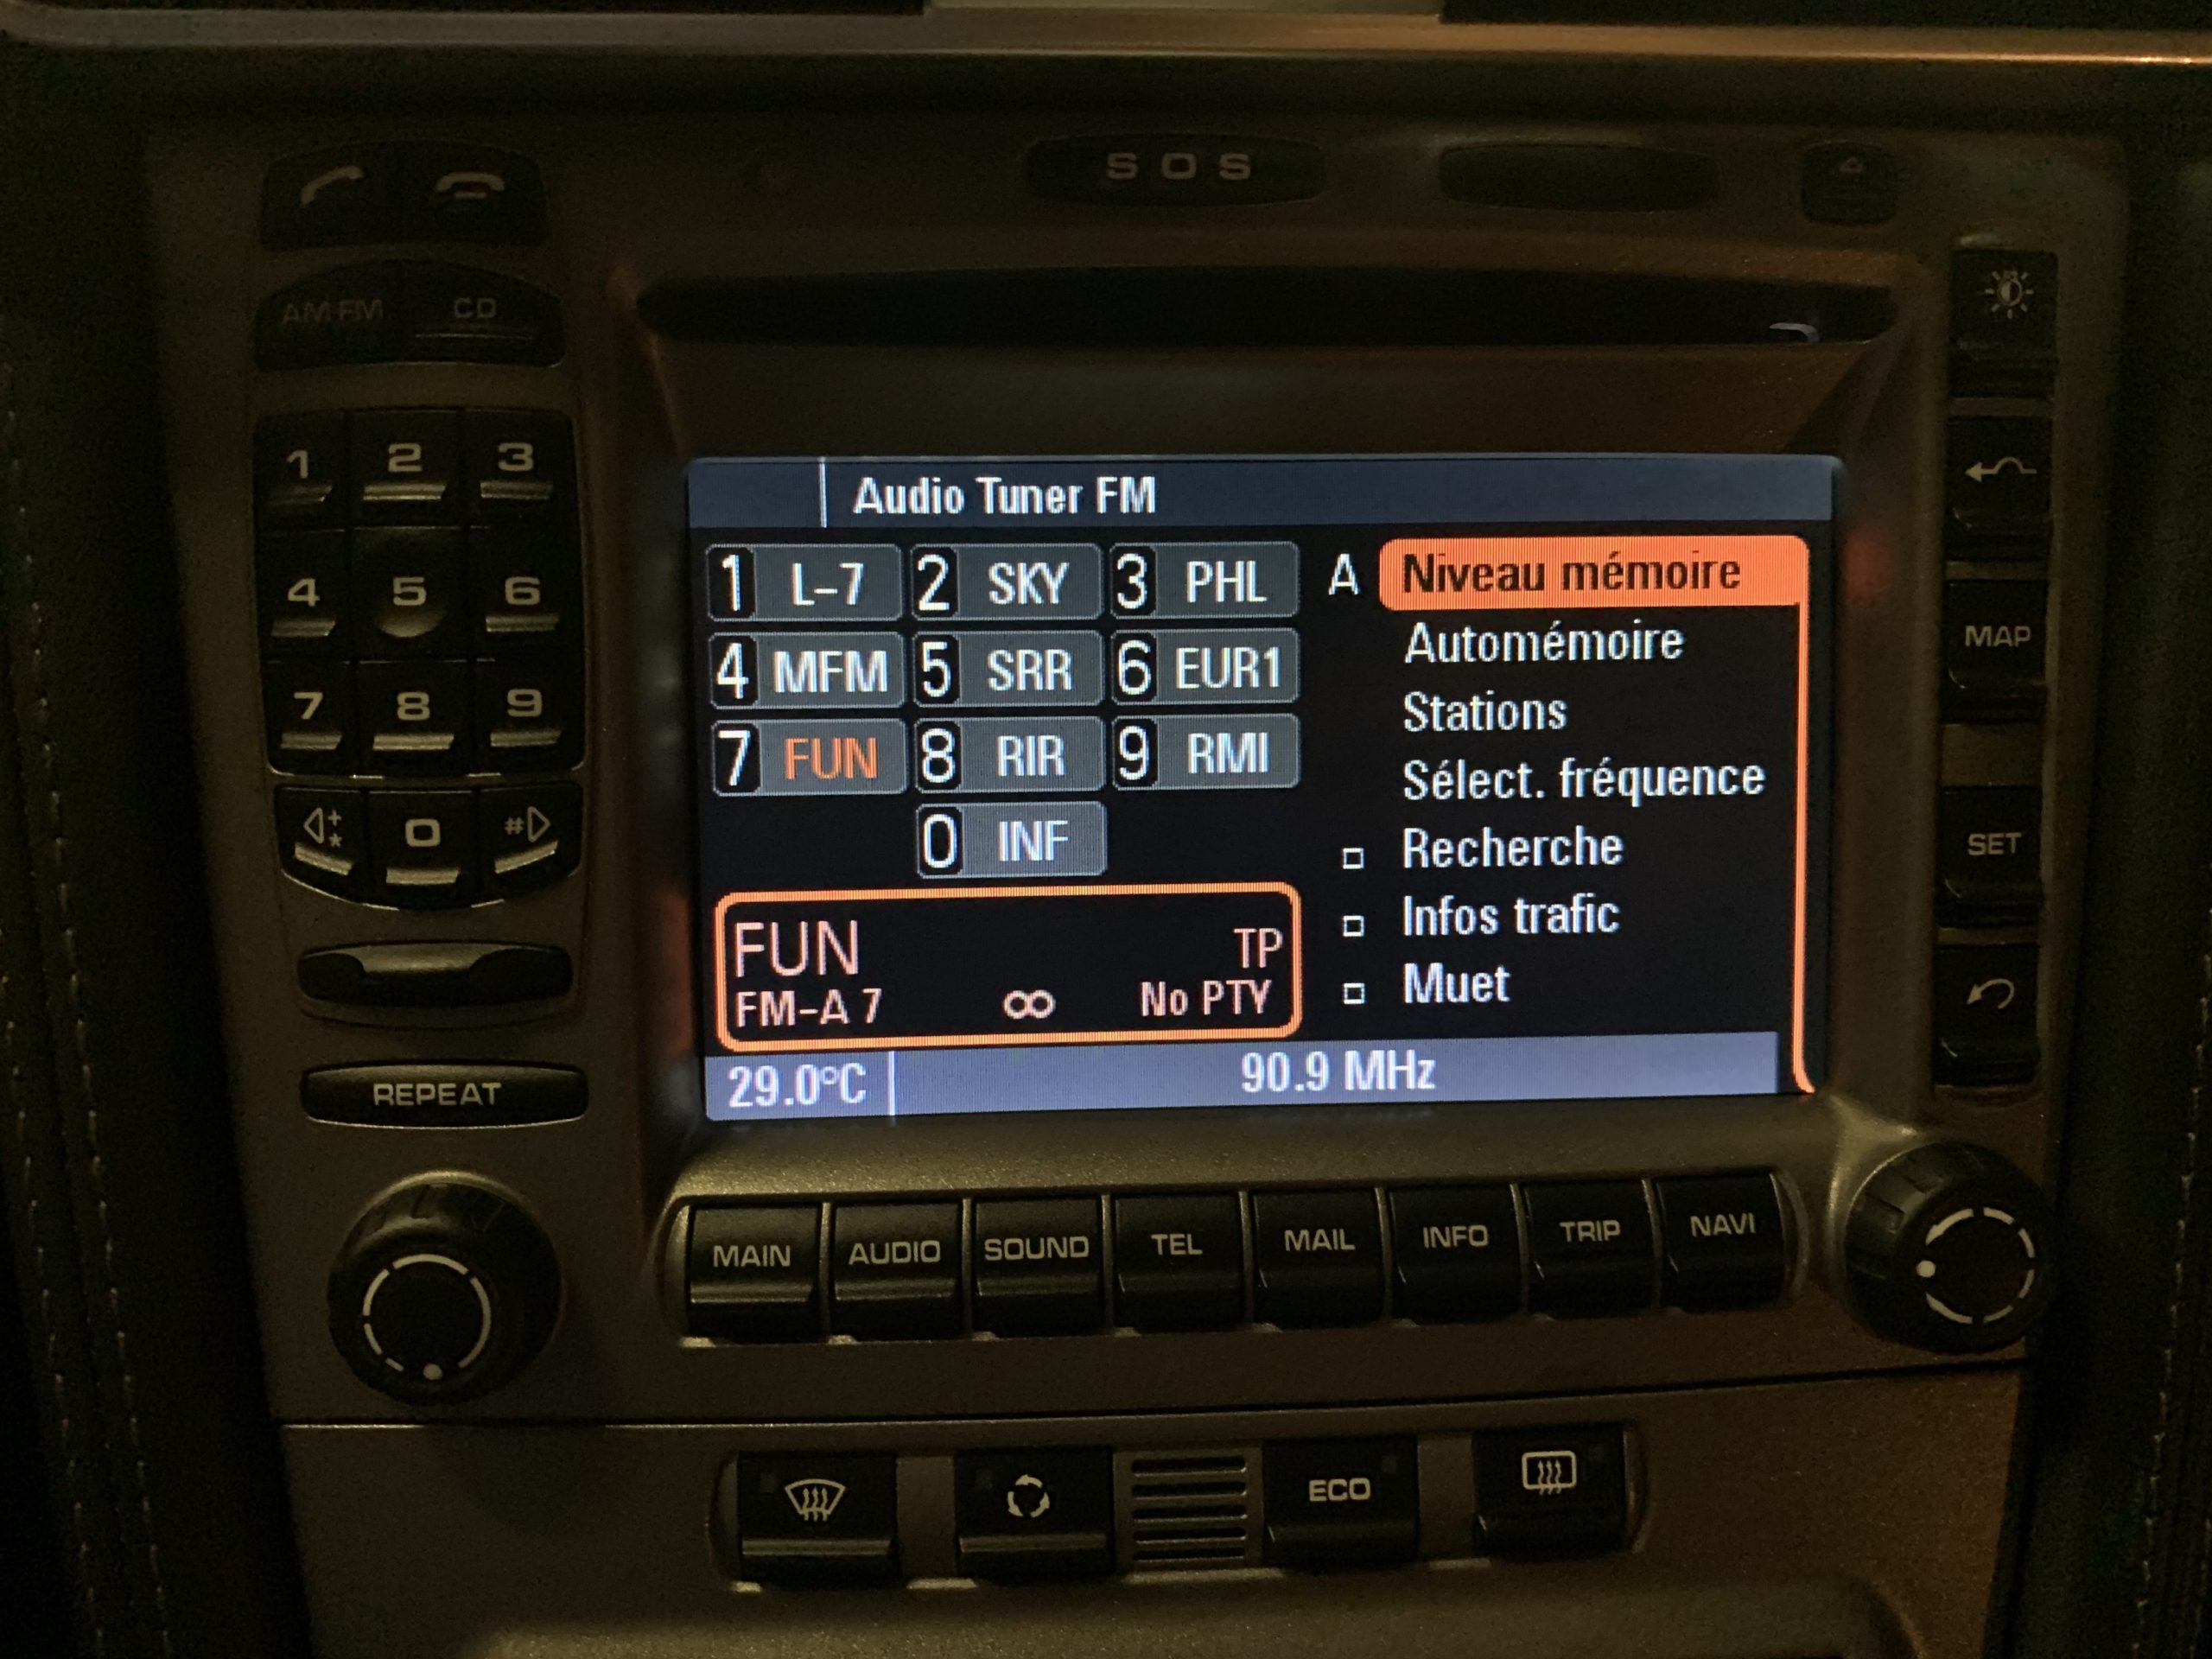 SOS
AM FM CD
1 2 3
4 5 6
7 8 9
+
* 0 #
REPEAT
Audio Tuner FM
1 L-7 2 SKY 3 PHL
4 MFM 5 SRR 6 EUR1
7 FUN 8 RIR 9 RMI
0 INF
A Niveau mémoire
Automémoire
Stations
Sélect. fréquence
Recherche
Infos trafic
Muet
FUN TP
FM-A 7 ∞ No PTY
29.0°C 90.9 MHz
MAP
SET
MAIN AUDIO SOUND TEL MAIL INFO TRIP NAVI
ECO